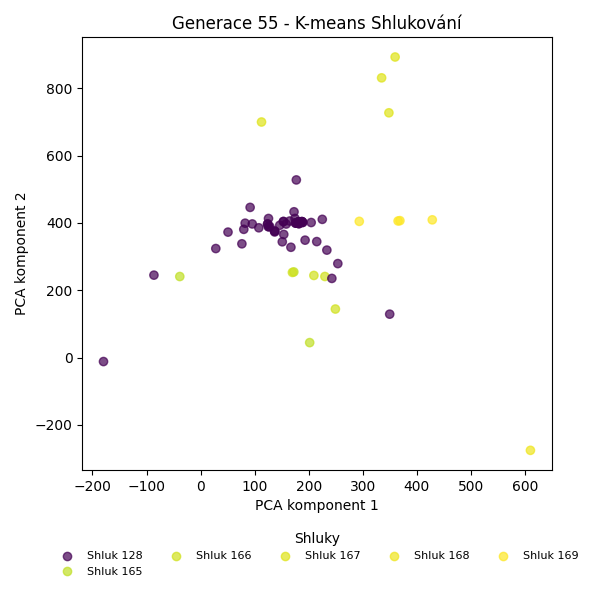 Generace 55 - K-means Shlukování
PCA komponent 2
800
600
400
200
0
−200
−200 −100 0 100 200 300 400 500 600
PCA komponent 1
Shluky
Shluk 128 Shluk 166 Shluk 167 Shluk 168 Shluk 169
Shluk 165